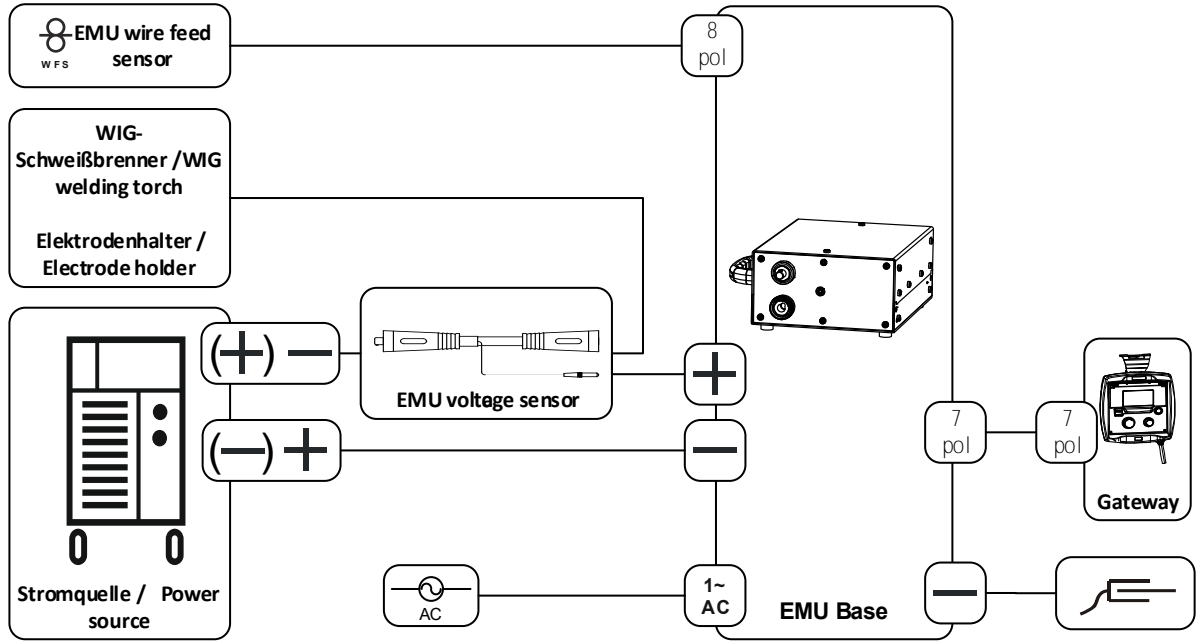 EMU wire feed
sensor
W F S
8
pol
WIG-
Schweißbrenner /WIG
welding torch
Elektrodenhalter /
Electrode holder
(+) —
EMU voltage sensor
+
(—) +
—
7
pol
7
pol
Gateway
Stromquelle / Power
source
AC
1~
AC
EMU Base
—